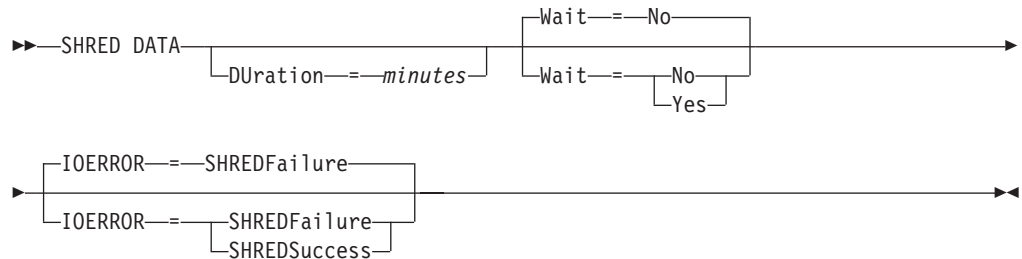 Wait = No
SHRED DATA
DUration = minutes
Wait = No
Yes
IOERROR = SHREDFailure
IOERROR = SHREDFailure
SHREDSuccess